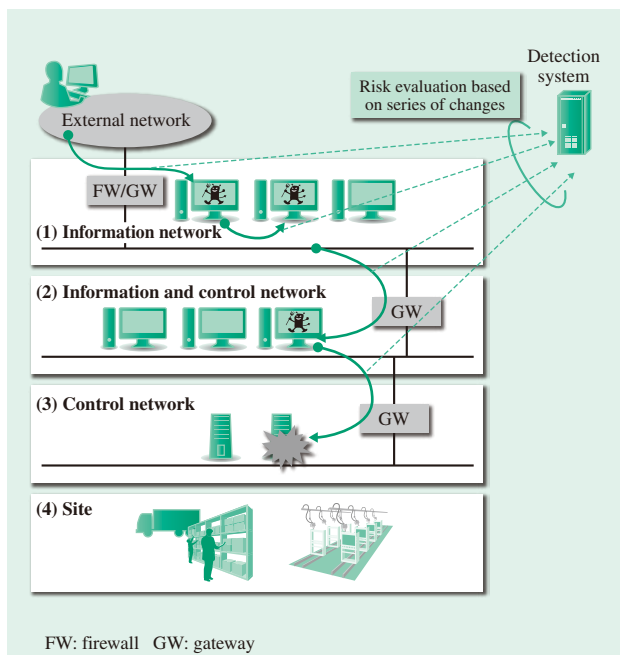 Detection
system
Risk evaluation based
on series of changes
External network
FW/GW
(1) Information network
(2) Information and control network
GW
(3) Control network
GW
(4) Site
FW: firewall GW: gateway